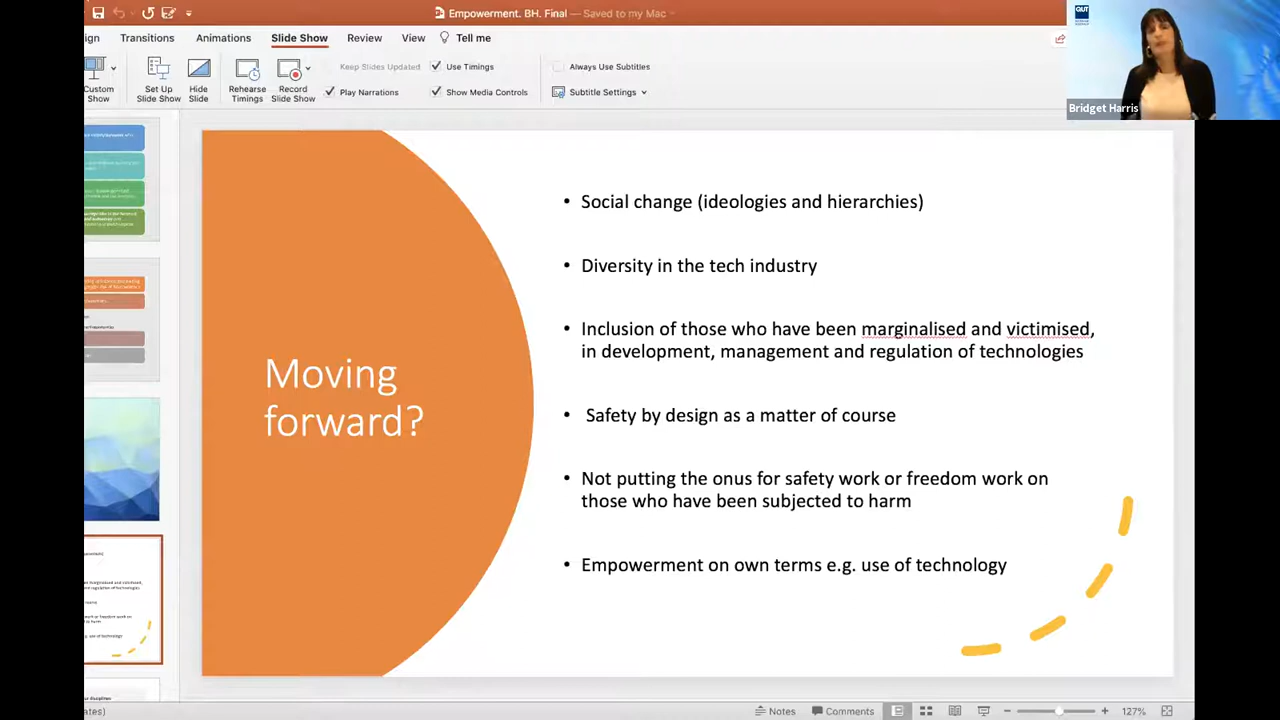 Empowerment. BH. Final — Saved to my Mac
ign Transitions Animations Slide Show Review View Tell me
Custom Show
Set Up Slide Show
Hide Slide
Rehearse Timings
Record Slide Show
Keep Slides Updated
Play Narrations
Use Timings
Show Media Controls
Always Use Subtitles
Subtitle Settings
QUT
Bridget Harris
Moving
forward?
• Social change (ideologies and hierarchies)
• Diversity in the tech industry
• Inclusion of those who have been marginalised and victimised,
in development, management and regulation of technologies
• Safety by design as a matter of course
• Not putting the onus for safety work or freedom work on
those who have been subjected to harm
• Empowerment on own terms e.g. use of technology
ates)
Notes
Comments
127%